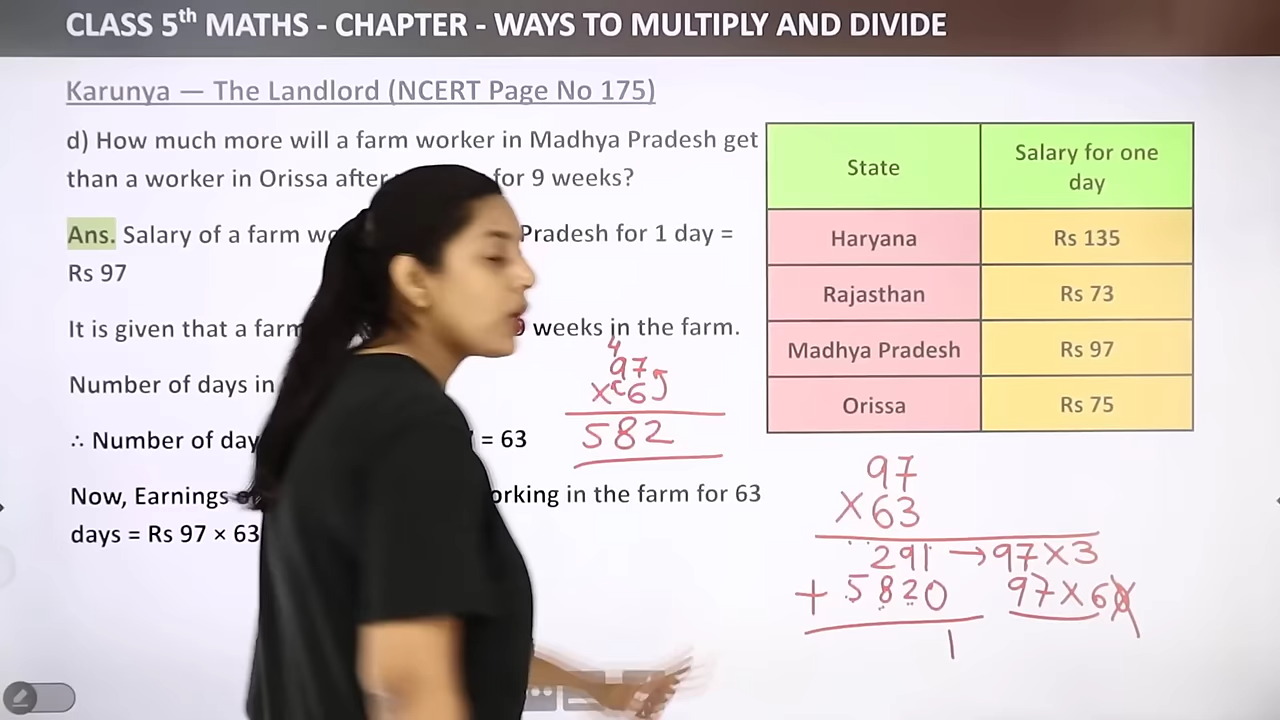 CLASS 5th MATHS - CHAPTER - WAYS TO MULTIPLY AND DIVIDE
Karunya — The Landlord (NCERT Page No 175)
d) How much more will a farm worker in Madhya Pradesh get
than a worker in Orissa after for 9 weeks?
Ans. Salary of a farm Pradesh for 1 day =
Rs 97
It is given that a farm weeks in the farm.
Number of days in
∴ Number of = 63
Now, Earnings in the farm for 63
days = Rs 97 × 63
State Salary for one day
Haryana Rs 135
Rajasthan Rs 73
Madhya Pradesh Rs 97
Orissa Rs 75
4
97
×6
582
97
×63
291 → 97×3
+ 5820 97×60
1